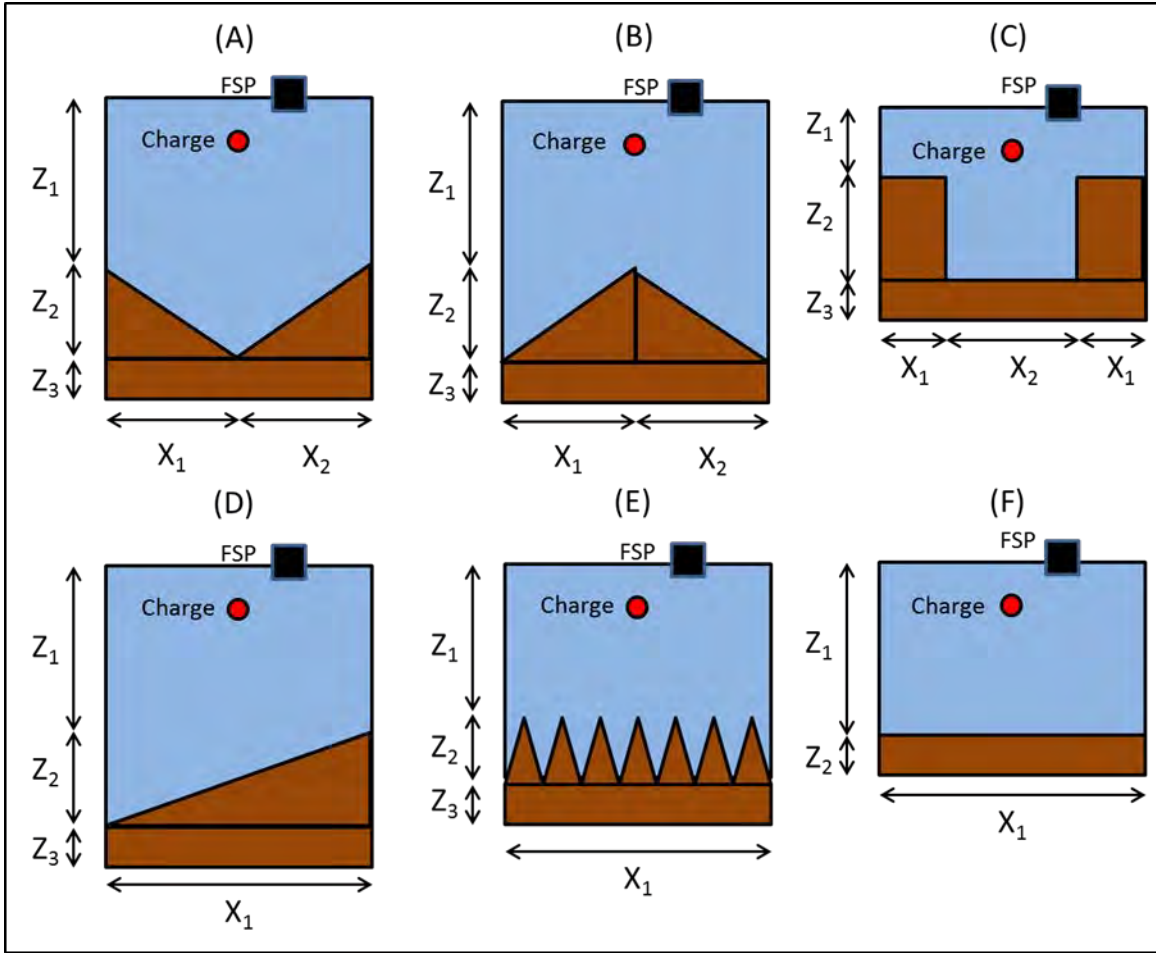 (A)
FSP
Charge
Z1
Z2
Z3
X1
X2
(B)
FSP
Charge
Z1
Z2
Z3
X1
X2
(C)
FSP
Charge
Z1
Z2
Z3
X1
X2
X1
(D)
FSP
Charge
Z1
Z2
Z3
X1
(E)
FSP
Charge
Z1
Z2
Z3
X1
(F)
FSP
Charge
Z1
Z2
X1